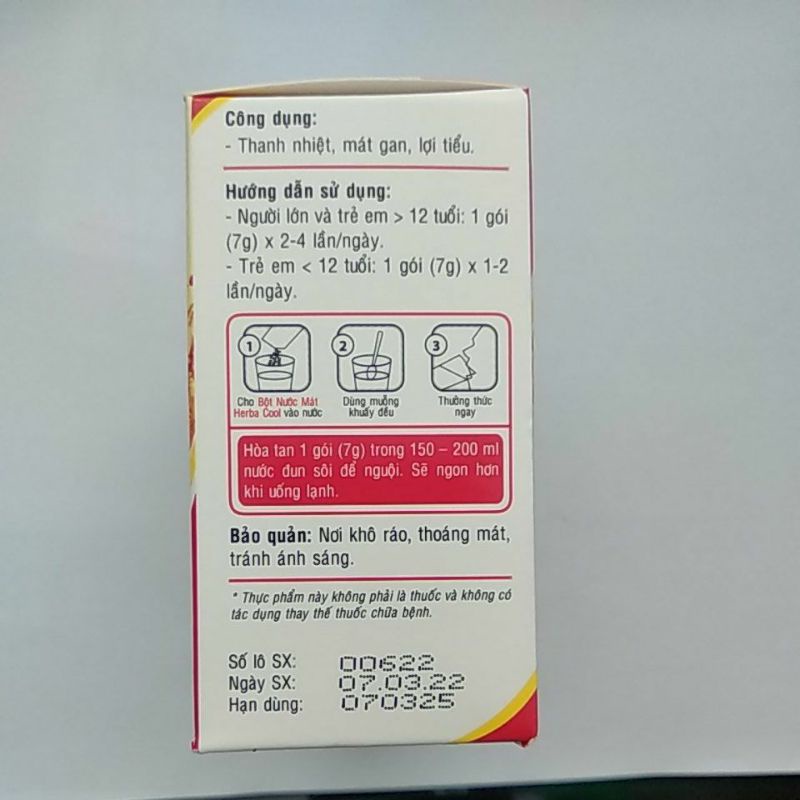 Công dụng:
- Thanh nhiệt, mát gan, lợi tiểu.
Hướng dẫn sử dụng:
- Người lớn và trẻ em > 12 tuổi: 1 gói
(7g) x 2-4 lần/ngày.
- Trẻ em < 12 tuổi: 1 gói (7g) x 1-2
lần/ngày.
1
Cho Bột Nước Mát
Herba Cool vào nước
2
Dùng muỗng
khuấy đều
3
Thưởng thức
ngay
Hòa tan 1 gói (7g) trong 150 – 200 ml
nước đun sôi để nguội. Sẽ ngon hơn
khi uống lạnh.
Bảo quản: Nơi khô ráo, thoáng mát,
tránh ánh sáng.
* Thực phẩm này không phải là thuốc và không có
tác dụng thay thế thuốc chữa bệnh.
Số lô SX: 00622
Ngày SX: 07.03.22
Hạn dùng: 070325